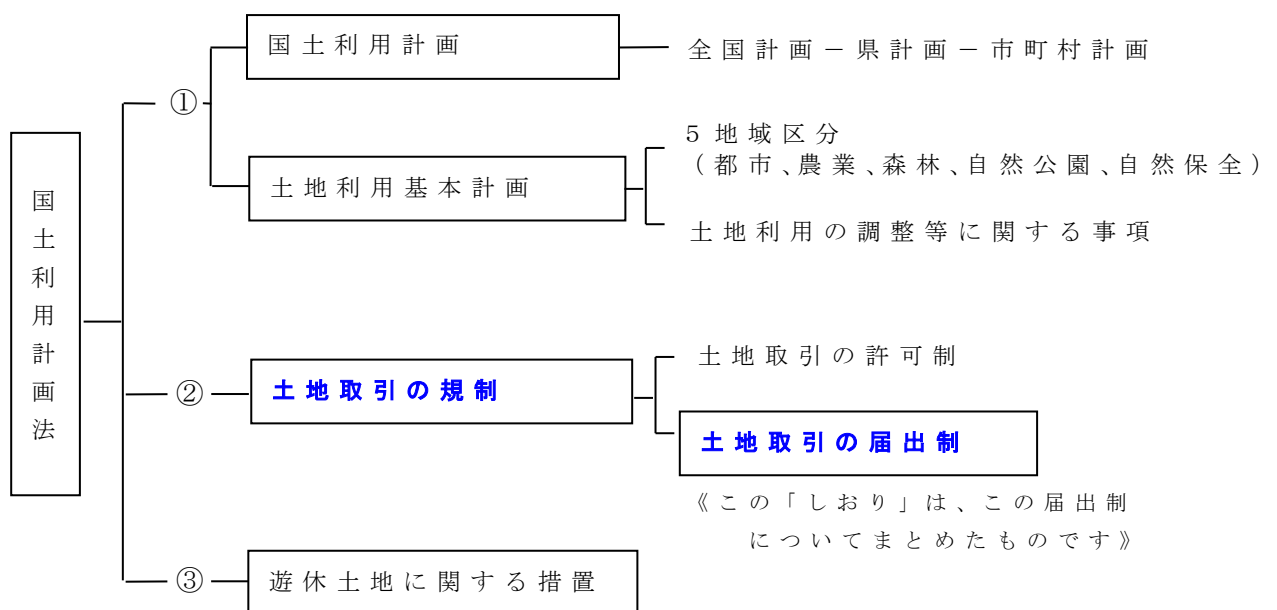 国土利用計画法
①
国土利用計画
全国計画－県計画－市町村計画
土地利用基本計画
５地域区分
（都市、農業、森林、自然公園、自然保全）
土地利用の調整等に関する事項
②
土地取引の規制
土地取引の許可制
土地取引の届出制
《この「しおり」は、この届出制
についてまとめたものです》
③
遊休土地に関する措置